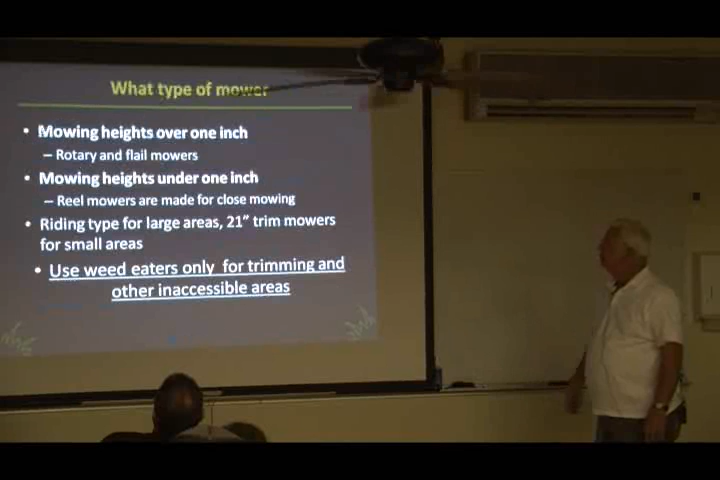 What type of mower
• Mowing heights over one inch
– Rotary and flail mowers
• Mowing heights under one inch
– Reel mowers are made for close mowing
• Riding type for large areas, 21” trim mowers
for small areas
• Use weed eaters only for trimming and
other inaccessible areas